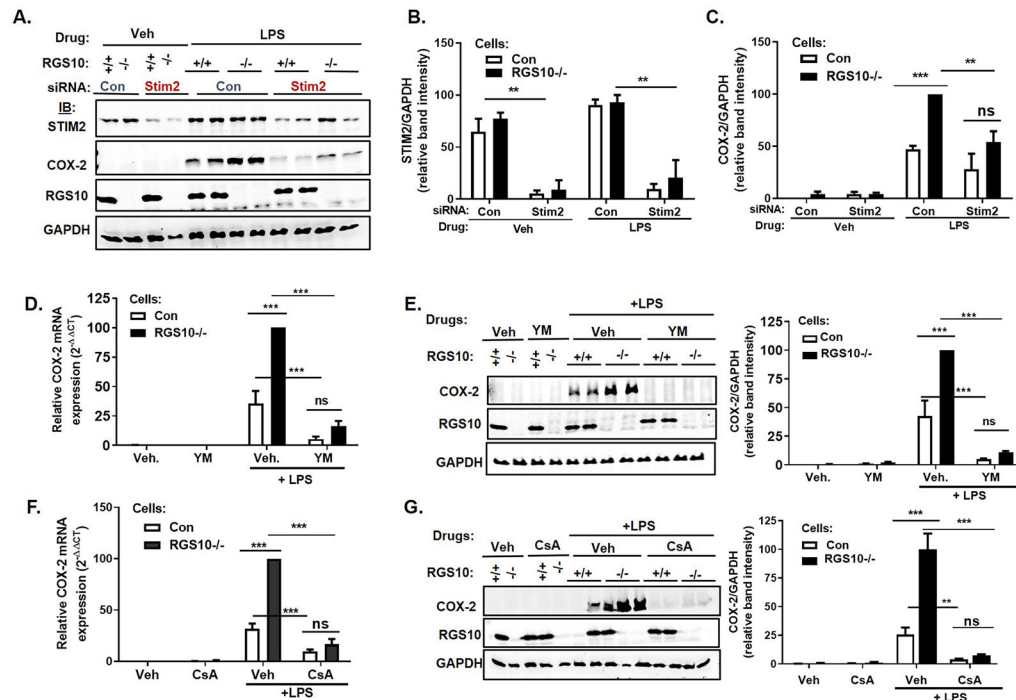 A.
Drug: Veh LPS
RGS10: +/+ -/- +/+ -/- +/+ -/- +/+ -/-
siRNA: Con Stim2 Con Stim2
IB:
STIM2
COX-2
RGS10
GAPDH
B.
Cells:
Con
RGS10-/-
STIM2/GAPDH
(relative band intensity)
150
100
50
0
**
**
siRNA: Con Stim2 Con Stim2
Drug: Veh LPS
C.
Cells:
Con
RGS10-/-
COX-2/GAPDH
(relative band intensity)
150
100
50
0
***
**
ns
siRNA: Con Stim2 Con Stim2
Drug: Veh LPS
D.
Cells:
Con
RGS10-/-
Relative COX-2 mRNA
expression (2-ΔΔCT)
125
100
75
50
25
0
***
***
***
ns
Veh. YM Veh. YM
+ LPS
E.
+LPS
Drugs: Veh YM Veh YM
RGS10: +/+ -/- +/+ -/- +/+ -/- +/+ -/-
COX-2
RGS10
GAPDH
Cells:
Con
RGS10-/-
COX-2/GAPDH
(relative band intensity)
125
100
75
50
25
0
***
***
***
ns
Veh. YM Veh. YM
+ LPS
F.
Cells:
Con
RGS10-/-
Relative COX-2 mRNA
expression (2-ΔΔCT)
150
100
50
0
***
***
***
ns
Veh CsA Veh CsA
+LPS
G.
+LPS
Drugs: Veh CsA Veh CsA
RGS10: +/+ -/- +/+ -/- +/+ -/- +/+ -/-
COX-2
RGS10
GAPDH
Cells:
Con
RGS10-/-
COX-2/GAPDH
(relative band intensity)
125
100
75
50
25
0
***
***
**
ns
Veh CsA Veh CsA
+ LPS